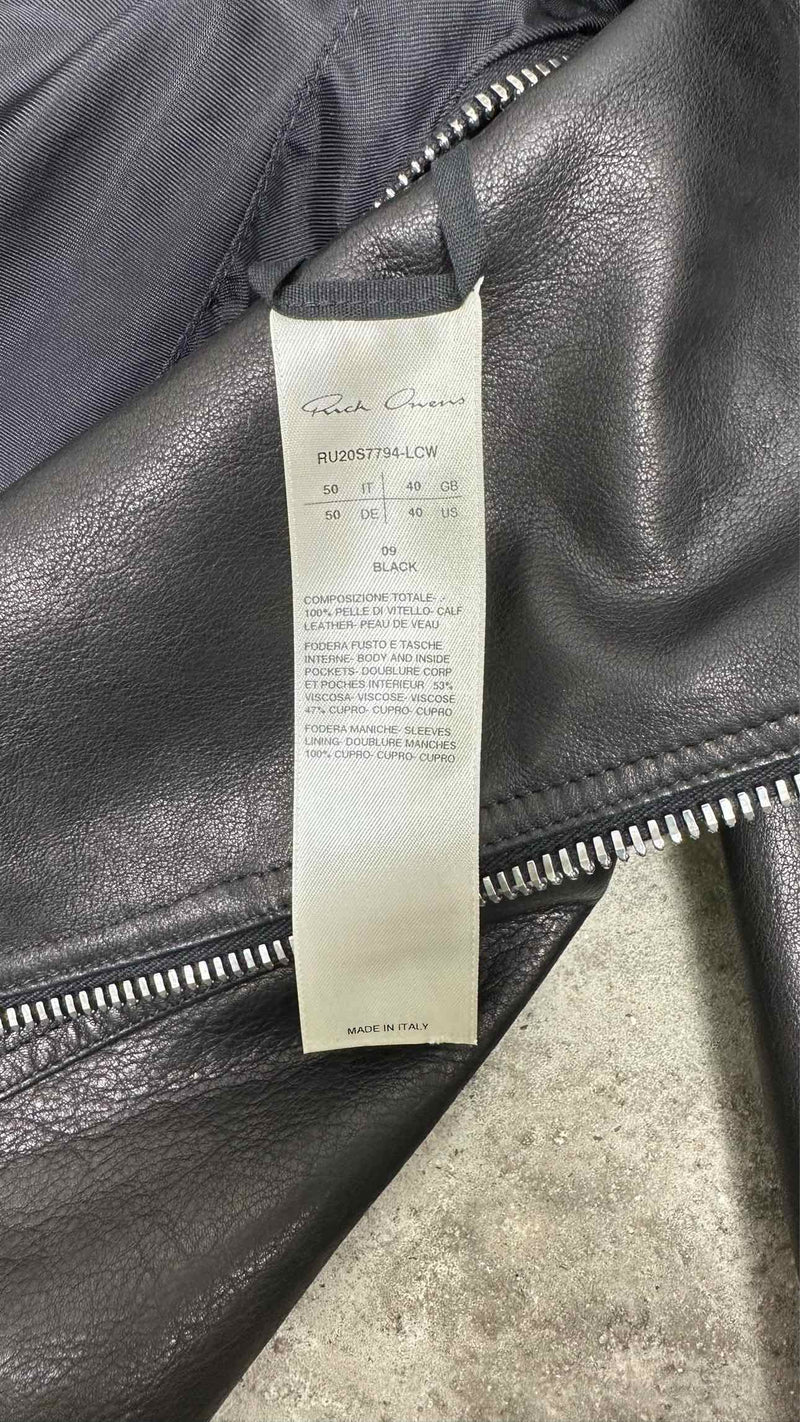 Rick Owens
RU20S7794-LCW
50 IT 40 GB
50 DE 40 US
09
BLACK
COMPOSIZIONE TOTALE- .-
100% PELLE DI VITELLO- CALF
LEATHER- PEAU DE VEAU
FODERA FUSTO E TASCHE
INTERNE- BODY AND INSIDE
POCKETS- DOUBLURE CORP
ET POCHES INTERIEUR 53%
VISCOSA- VISCOSE- VISCOSE
47% CUPRO- CUPRO- CUPRO
FODERA MANICHE- SLEEVES
LINING- DOUBLURE MANCHES
100% CUPRO- CUPRO- CUPRO
MADE IN ITALY